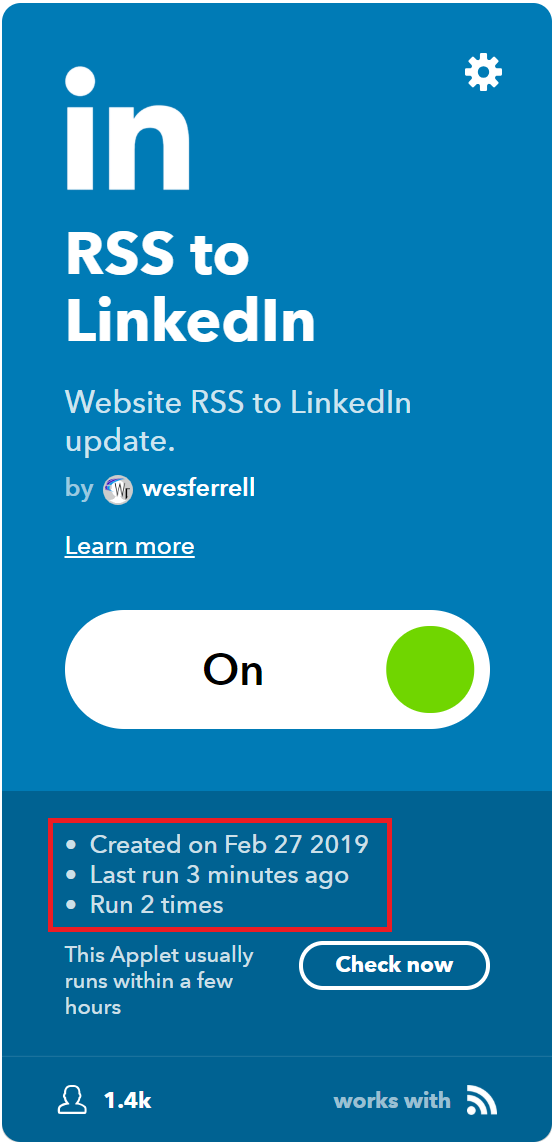 in
RSS to
LinkedIn
Website RSS to LinkedIn
update.
by wesferrell
Learn more
On
• Created on Feb 27 2019
• Last run 3 minutes ago
• Run 2 times
This Applet usually
runs within a few
hours
Check now
1.4k works with